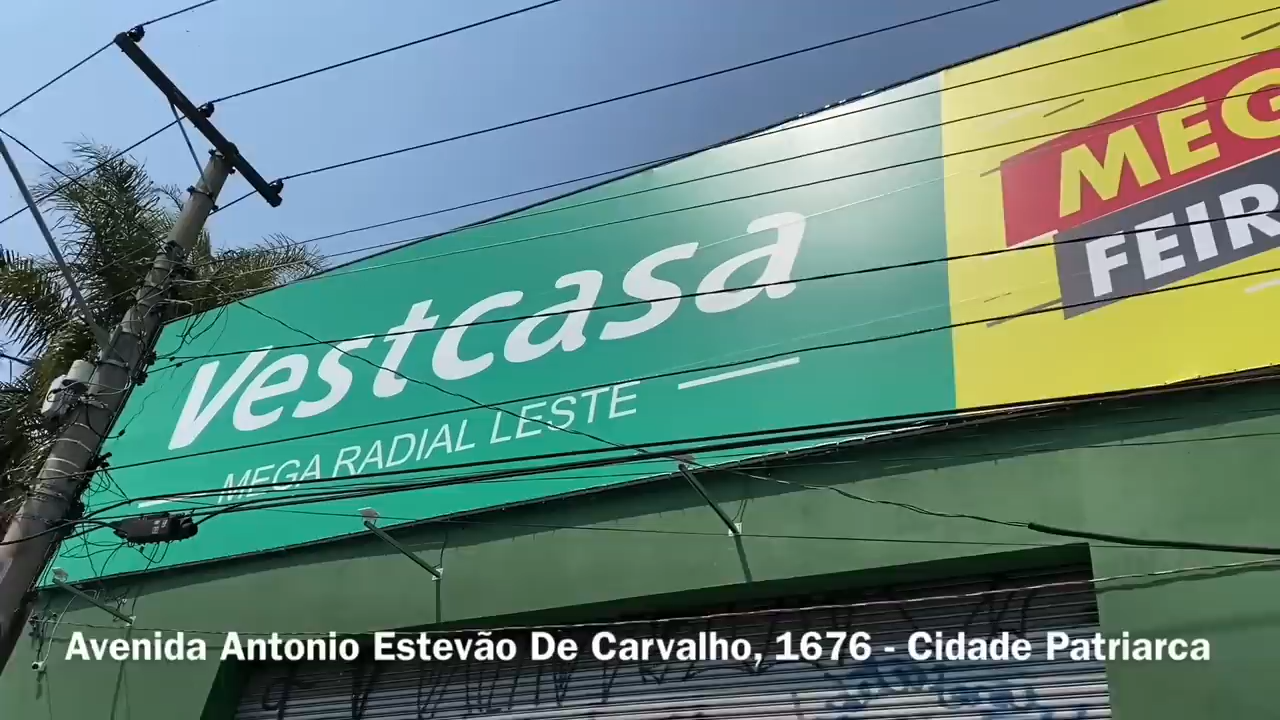 Vestcasa
MEGA RADIAL LESTE
MEG
FEIR
Avenida Antonio Estevão De Carvalho, 1676 - Cidade Patriarca